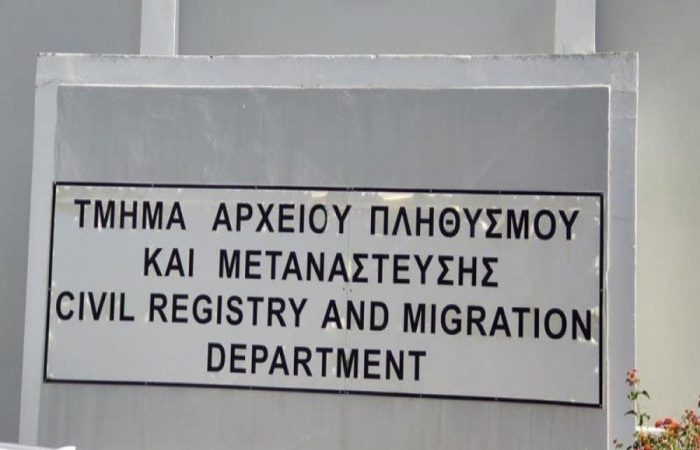 ΤΜΗΜΑ ΑΡΧΕΙΟΥ ΠΛΗΘΥΣΜΟΥ
ΚΑΙ ΜΕΤΑΝΑΣΤΕΥΣΗΣ
CIVIL REGISTRY AND MIGRATION
DEPARTMENT